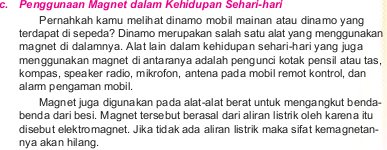 c. Penggunaan Magnet dalam Kehidupan Sehari-hari
Pernahkah kamu melihat dinamo mobil mainan atau dinamo yang
terdapat di sepeda? Dinamo merupakan salah satu alat yang menggunakan
magnet di dalamnya. Alat lain dalam kehidupan sehari-hari yang juga
menggunakan magnet di antaranya adalah pengunci kotak pensil atau tas,
kompas, speaker radio, mikrofon, antena pada mobil remot kontrol, dan
alarm pengaman mobil.
Magnet juga digunakan pada alat-alat berat untuk mengangkut benda-
benda dari besi. Magnet tersebut berasal dari aliran listrik oleh karena itu
disebut elektromagnet. Jika tidak ada aliran listrik maka sifat kemagnetan-
nya akan hilang.